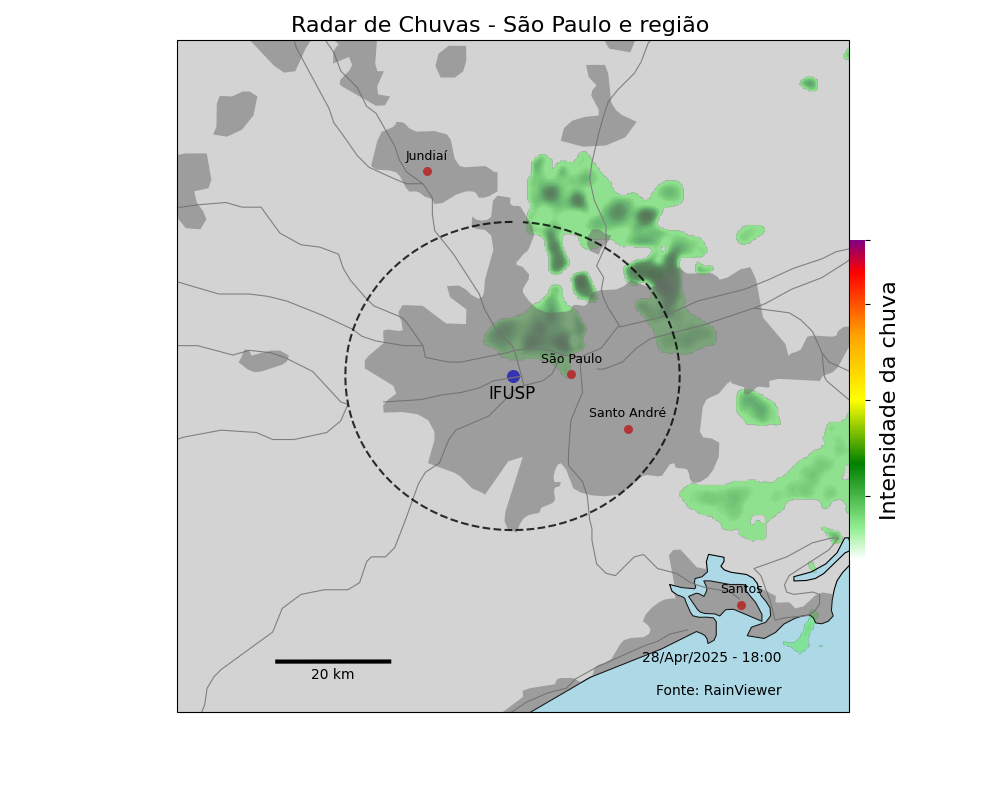 Radar de Chuvas - São Paulo e região
Jundiaí
São Paulo
IFUSP
Santo André
Intensidade da chuva
Santos
28/Apr/2025 - 18:00
20 km
Fonte: RainViewer